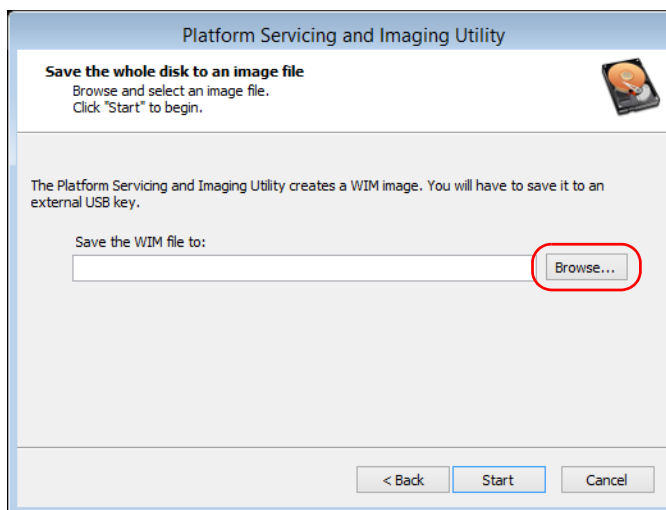 Platform Servicing and Imaging Utility
Save the whole disk to an image file
Browse and select an image file.
Click "Start" to begin.
The Platform Servicing and Imaging Utility creates a WIM image. You will have to save it to an
external USB key.
Save the WIM file to:
Browse...
< Back
Start
Cancel